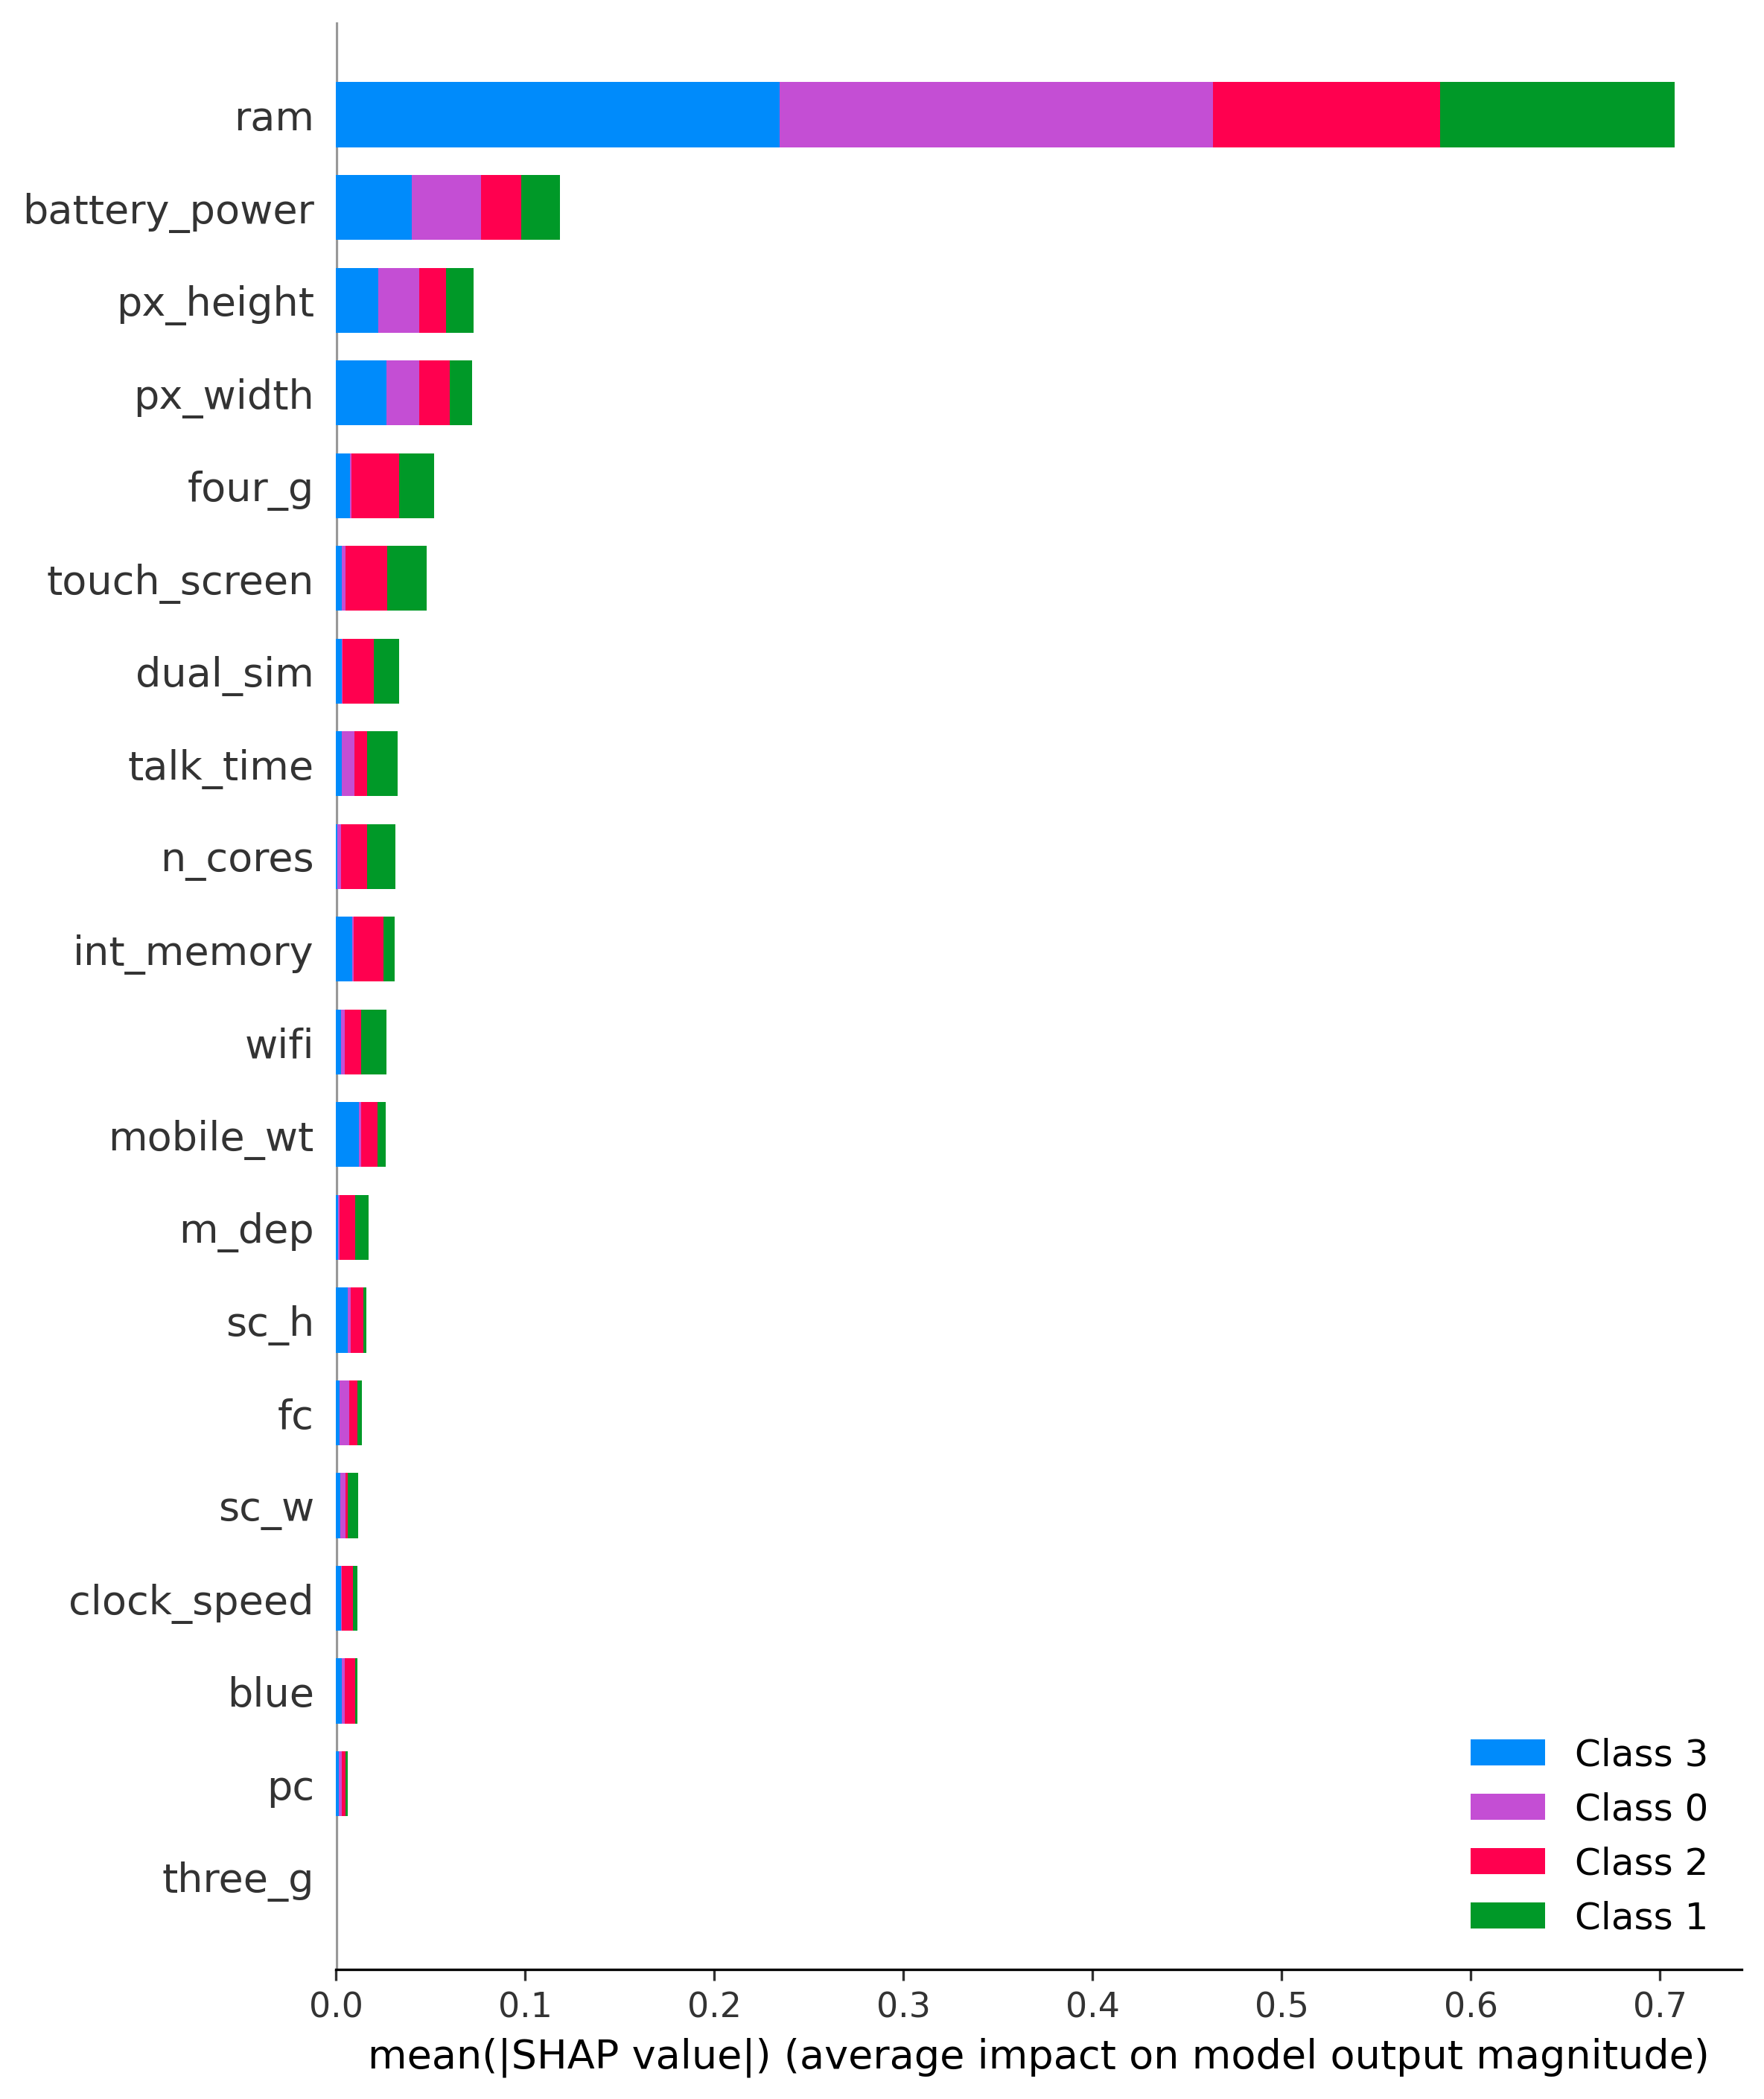 ram
battery_power
px_height
px_width
four_g
touch_screen
dual_sim
talk_time
n_cores
int_memory
wifi
mobile_wt
m_dep
sc_h
fc
sc_w
clock_speed
blue
pc
three_g
Class 3
Class 0
Class 2
Class 1
0.0 0.1 0.2 0.3 0.4 0.5 0.6 0.7
mean(|SHAP value|) (average impact on model output magnitude)